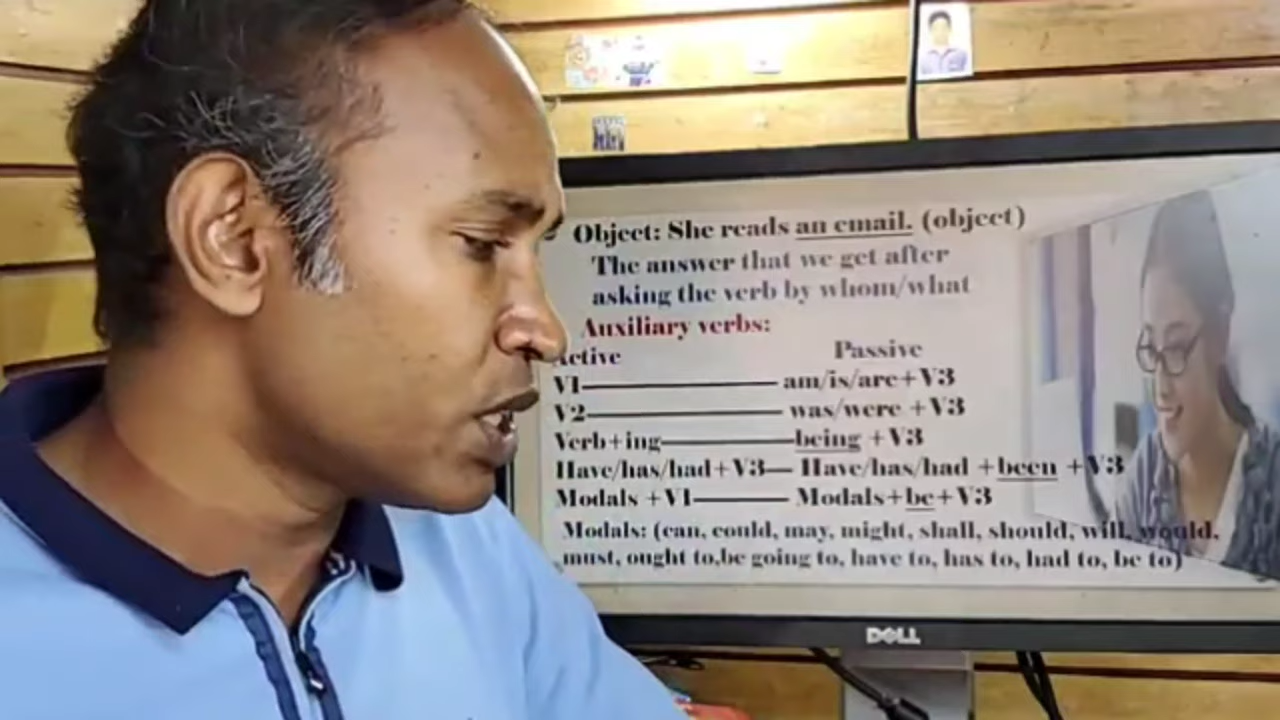 Object: She reads an email. (object)
The answer that we get after
asking the verb by whom/what
Auxiliary verbs:
Active Passive
V1 am/is/are+V3
V2 was/were +V3
Verb+ing being +V3
Have/has/had+V3 Have/has/had +been +V3
Modals +V1 Modals+be+V3
Modals: (can, could, may, might, shall, should, will, would,
must, ought to,be going to, have to, has to, had to, be to)
DELL